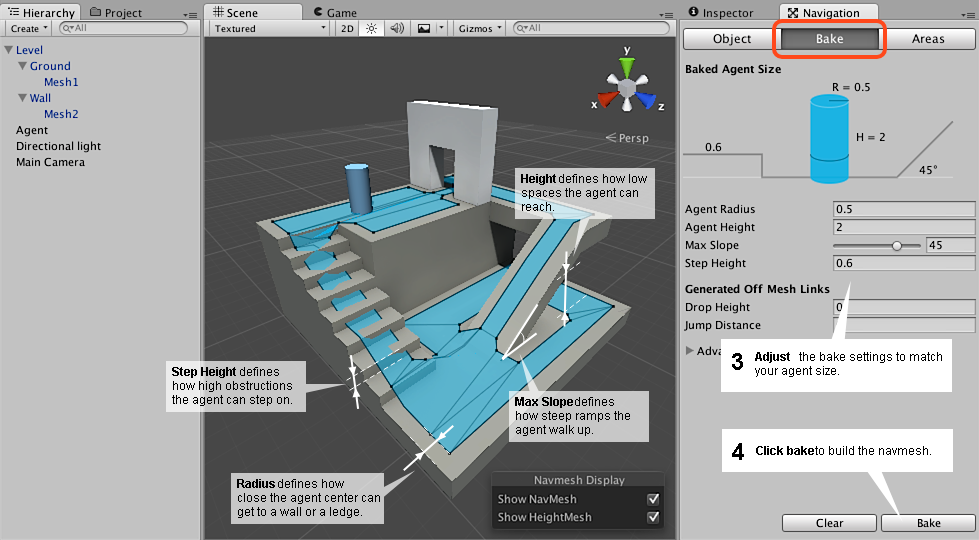 Hierarchy
Project
Create
All
Level
Ground
Mesh1
Wall
Mesh2
Agent
Directional light
Main Camera
Scene
Game
Textured
2D
Gizmos
All
y
x
z
Persp
Height defines how low
spaces the agent can
reach.
Step Height defines
how high obstructions
the agent can step on.
Max Slope defines
how steep ramps the
agent walk up.
Radius defines how
close the agent center can
get to a wall or a ledge.
Navmesh Display
Show NavMesh
Show HeightMesh
Inspector
Navigation
Object
Bake
Areas
Baked Agent Size
R = 0.5
H = 2
0.6
45°
Agent Radius 0.5
Agent Height 2
Max Slope 45
Step Height 0.6
Generated Off Mesh Links
Drop Height 0
Jump Distance
3 Adjust the bake settings to match
your agent size.
4 Click bake to build the navmesh.
Clear
Bake